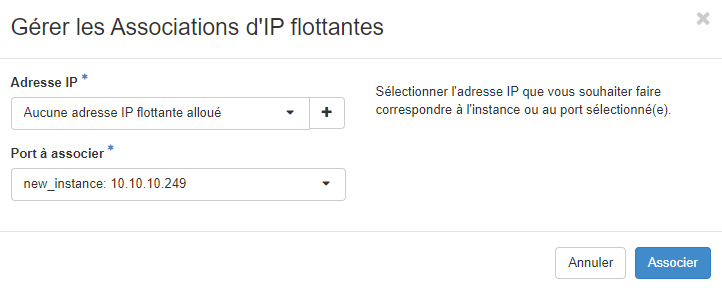 Gérer les Associations d'IP flottantes
×
Adresse IP *
Aucune adresse IP flottante alloué
+
Sélectionner l'adresse IP que vous souhaiter faire
correspondre à l'instance ou au port sélectionné(e).
Port à associer *
new_instance: 10.10.10.249
Annuler
Associer